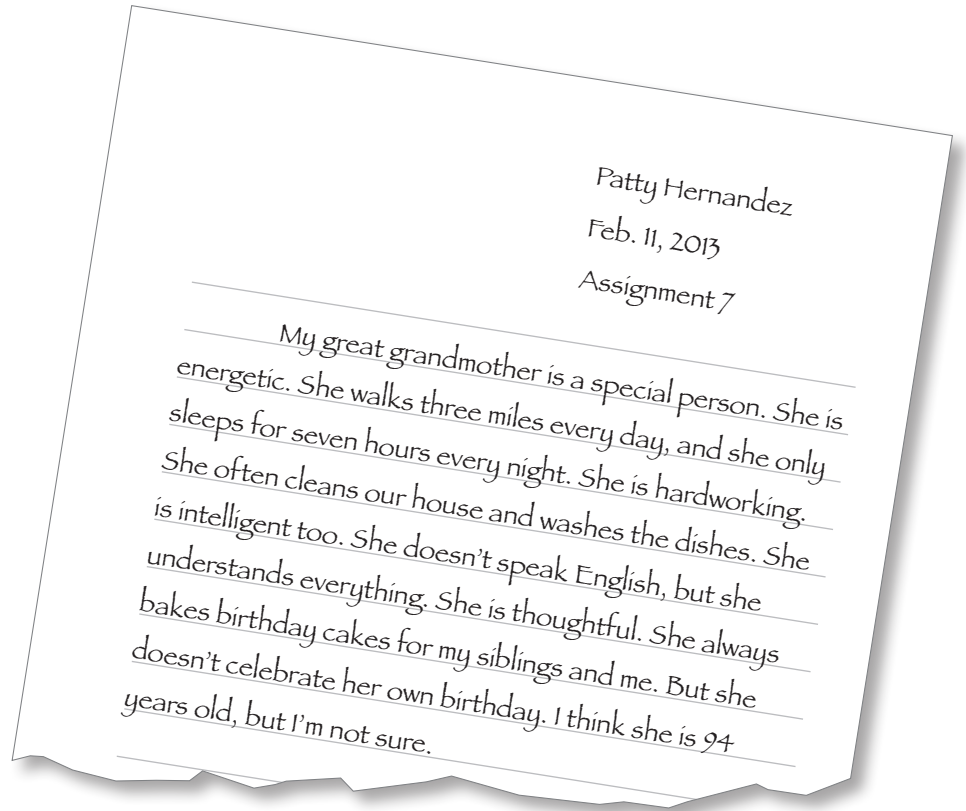 Patty Hernandez
Feb. 11, 2013
Assignment 7
My great grandmother is a special person. She is
energetic. She walks three miles every day, and she only
sleeps for seven hours every night. She is hardworking.
She often cleans our house and washes the dishes. She
is intelligent too. She doesn't speak English, but she
understands everything. She is thoughtful. She always
bakes birthday cakes for my siblings and me. But she
doesn't celebrate her own birthday. I think she is 94
years old, but I'm not sure.